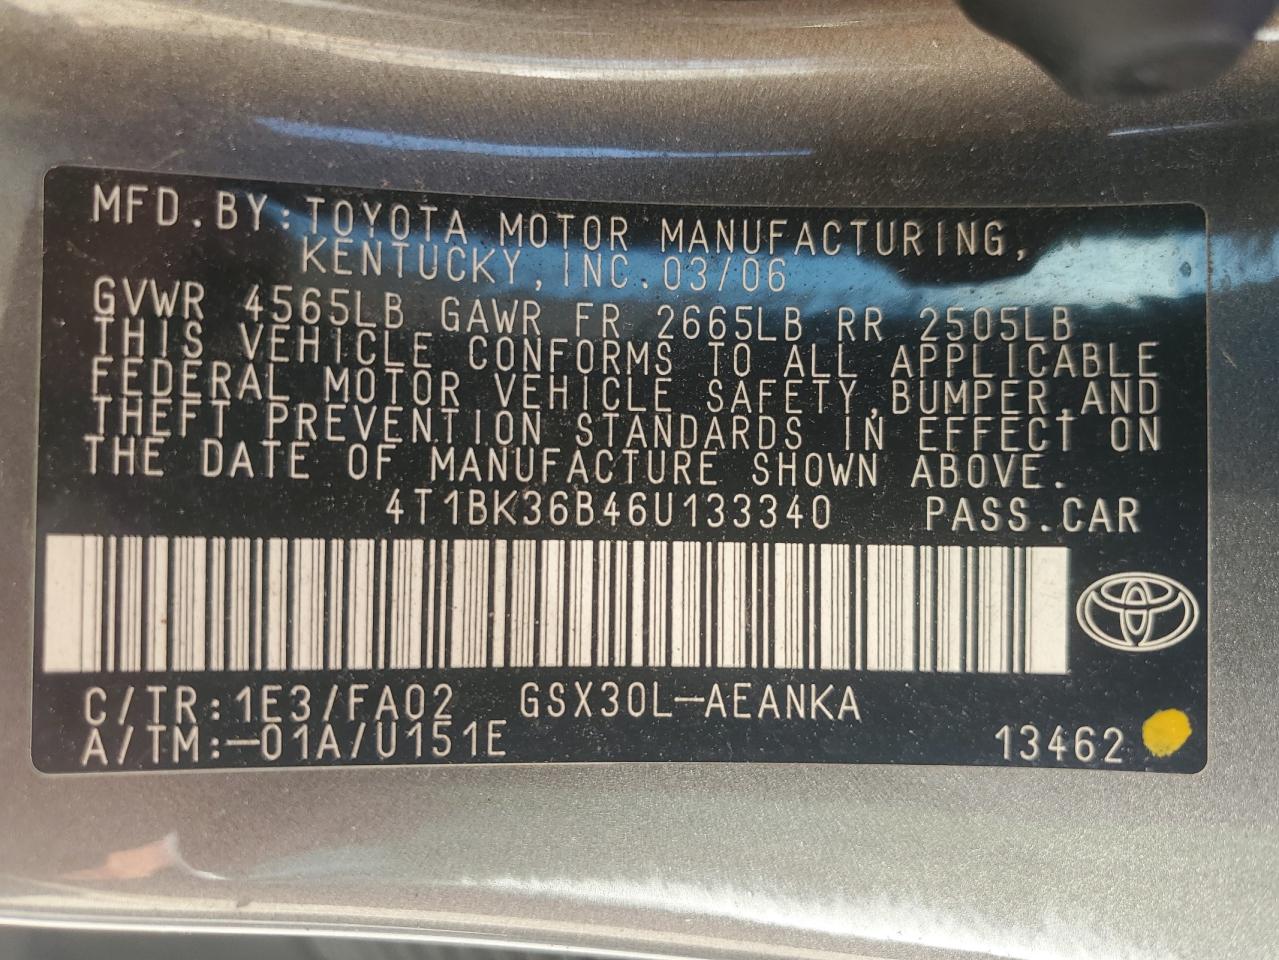 MFD.BY:TOYOTA MOTOR MANUFACTURING,
KENTUCKY,INC.03/06
GVWR 4565LB GAWR FR 2665LB RR 2505LB
THIS VEHICLE CONFORMS TO ALL APPLICABLE
FEDERAL MOTOR VEHICLE SAFETY,BUMPER,AND
THEFT PREVENTION STANDARDS IN EFFECT ON
THE DATE OF MANUFACTURE SHOWN ABOVE.
4T1BK36B46U133340 PASS.CAR
C/TR:1E3/FA02 GSX30L-AEANKA
A/TM:-01A/U151E 13462